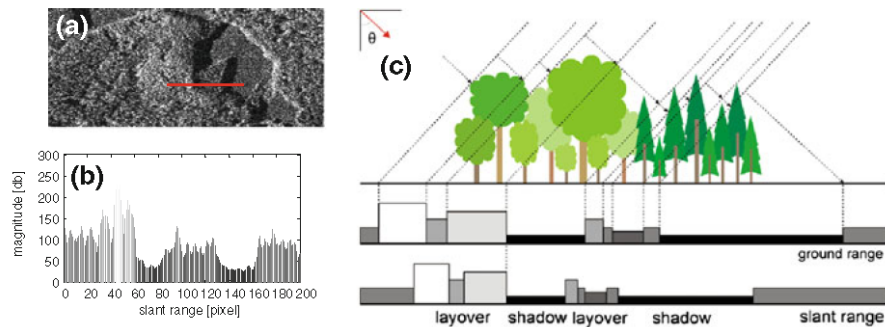 (a)
θ
(c)
300
250
200
150
100
50
0
magnitude [db]
(b)
0 20 40 60 80 100 120 140 160 180 200
slant range [pixel]
ground range
layover shadow layover shadow slant range